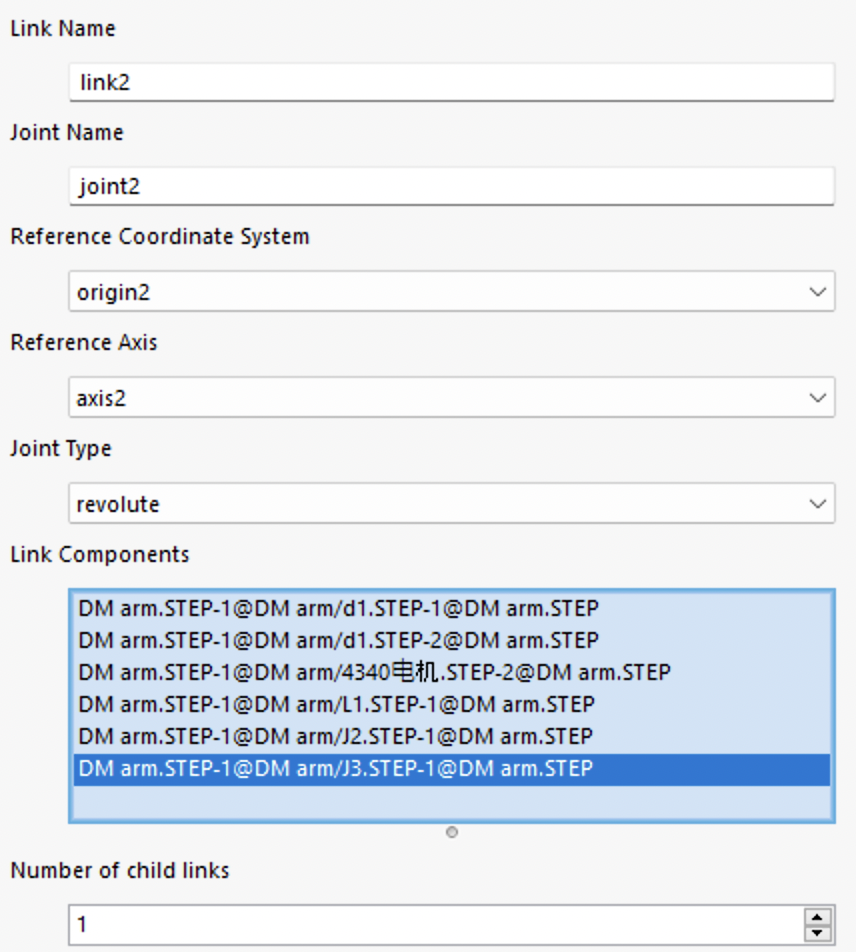 Link Name
link2
Joint Name
joint2
Reference Coordinate System
origin2
Reference Axis
axis2
Joint Type
revolute
Link Components
DM arm.STEP-1@DM arm/d1.STEP-1@DM arm.STEP
DM arm.STEP-1@DM arm/d1.STEP-2@DM arm.STEP
DM arm.STEP-1@DM arm/4340电机.STEP-2@DM arm.STEP
DM arm.STEP-1@DM arm/L1.STEP-1@DM arm.STEP
DM arm.STEP-1@DM arm/J2.STEP-1@DM arm.STEP
DM arm.STEP-1@DM arm/J3.STEP-1@DM arm.STEP
Number of child links
1